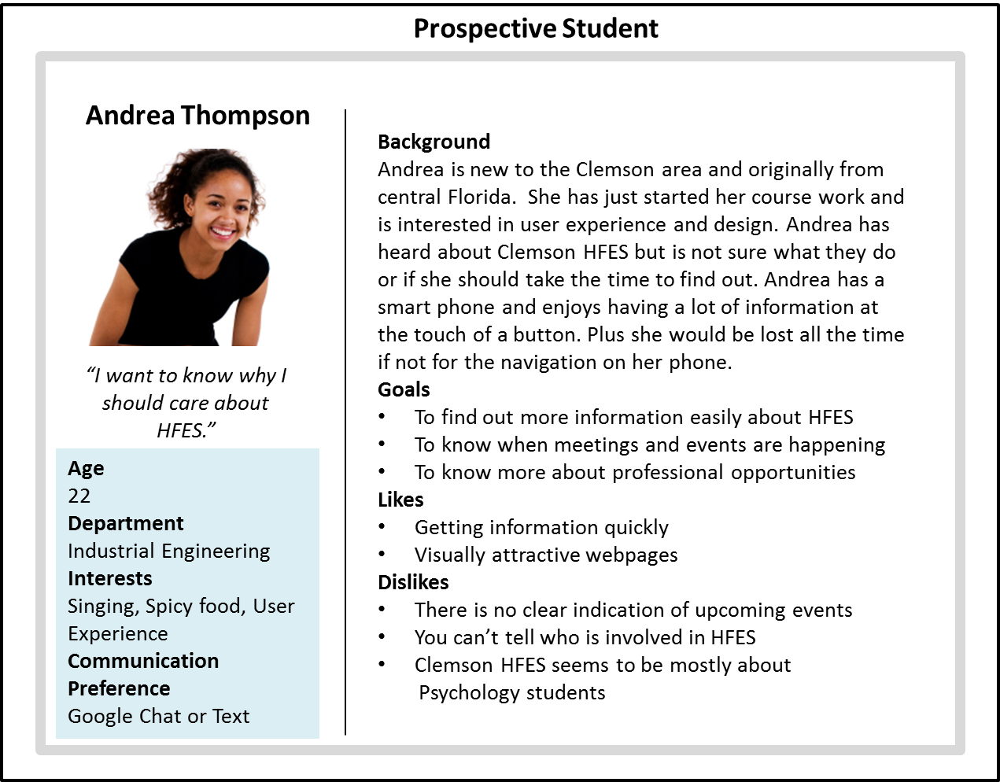 Prospective Student
Andrea Thompson
“I want to know why I
should care about
HFES.”
Age
22
Department
Industrial Engineering
Interests
Singing, Spicy food, User
Experience
Communication
Preference
Google Chat or Text
Background
Andrea is new to the Clemson area and originally from
central Florida.  She has just started her course work and
is interested in user experience and design. Andrea has
heard about Clemson HFES but is not sure what they do
or if she should take the time to find out. Andrea has a
smart phone and enjoys having a lot of information at
the touch of a button. Plus she would be lost all the time
if not for the navigation on her phone.
Goals
• To find out more information easily about HFES
• To know when meetings and events are happening
• To know more about professional opportunities
Likes
• Getting information quickly
• Visually attractive webpages
Dislikes
• There is no clear indication of upcoming events
• You can’t tell who is involved in HFES
• Clemson HFES seems to be mostly about
Psychology students